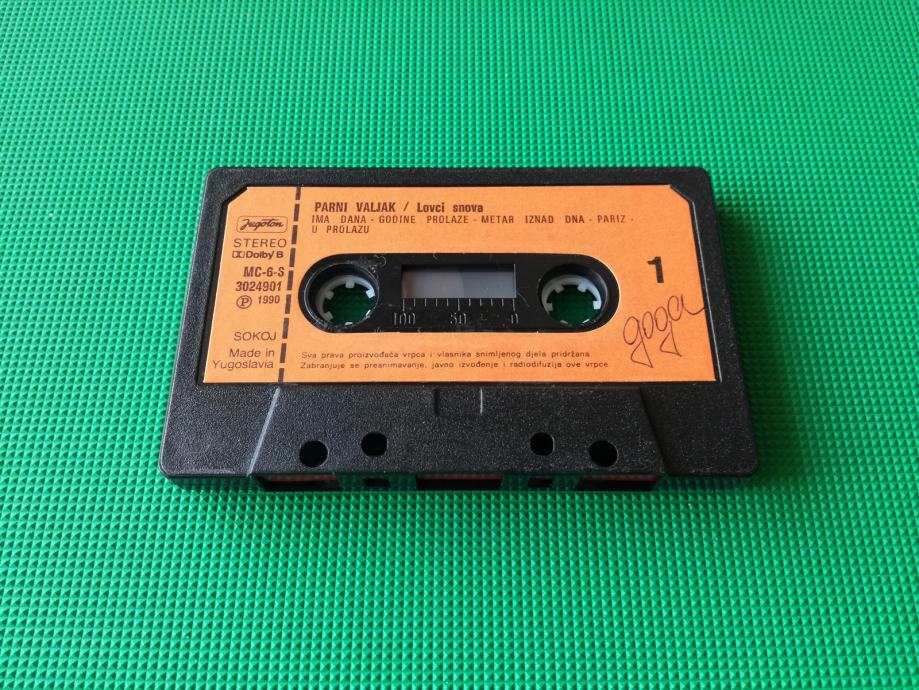 Jugoton
STEREO
Dolby B
MC-6-S
3024901
Ⓟ 1990
SOKOJ
Made in
Yugoslavia
PARNI VALJAK / Lovci snova
IMA DANA - GODINE PROLAZE - METAR IZNAD DNA - PARIZ -
U PROLAZU
1
100 50 0
goga
Sva prava proizvođača vrpca i vlasnika snimljenog djela pridržana
Zabranjuje se presnimavanje, javno izvođenje i radiodifuzija ove vrpce